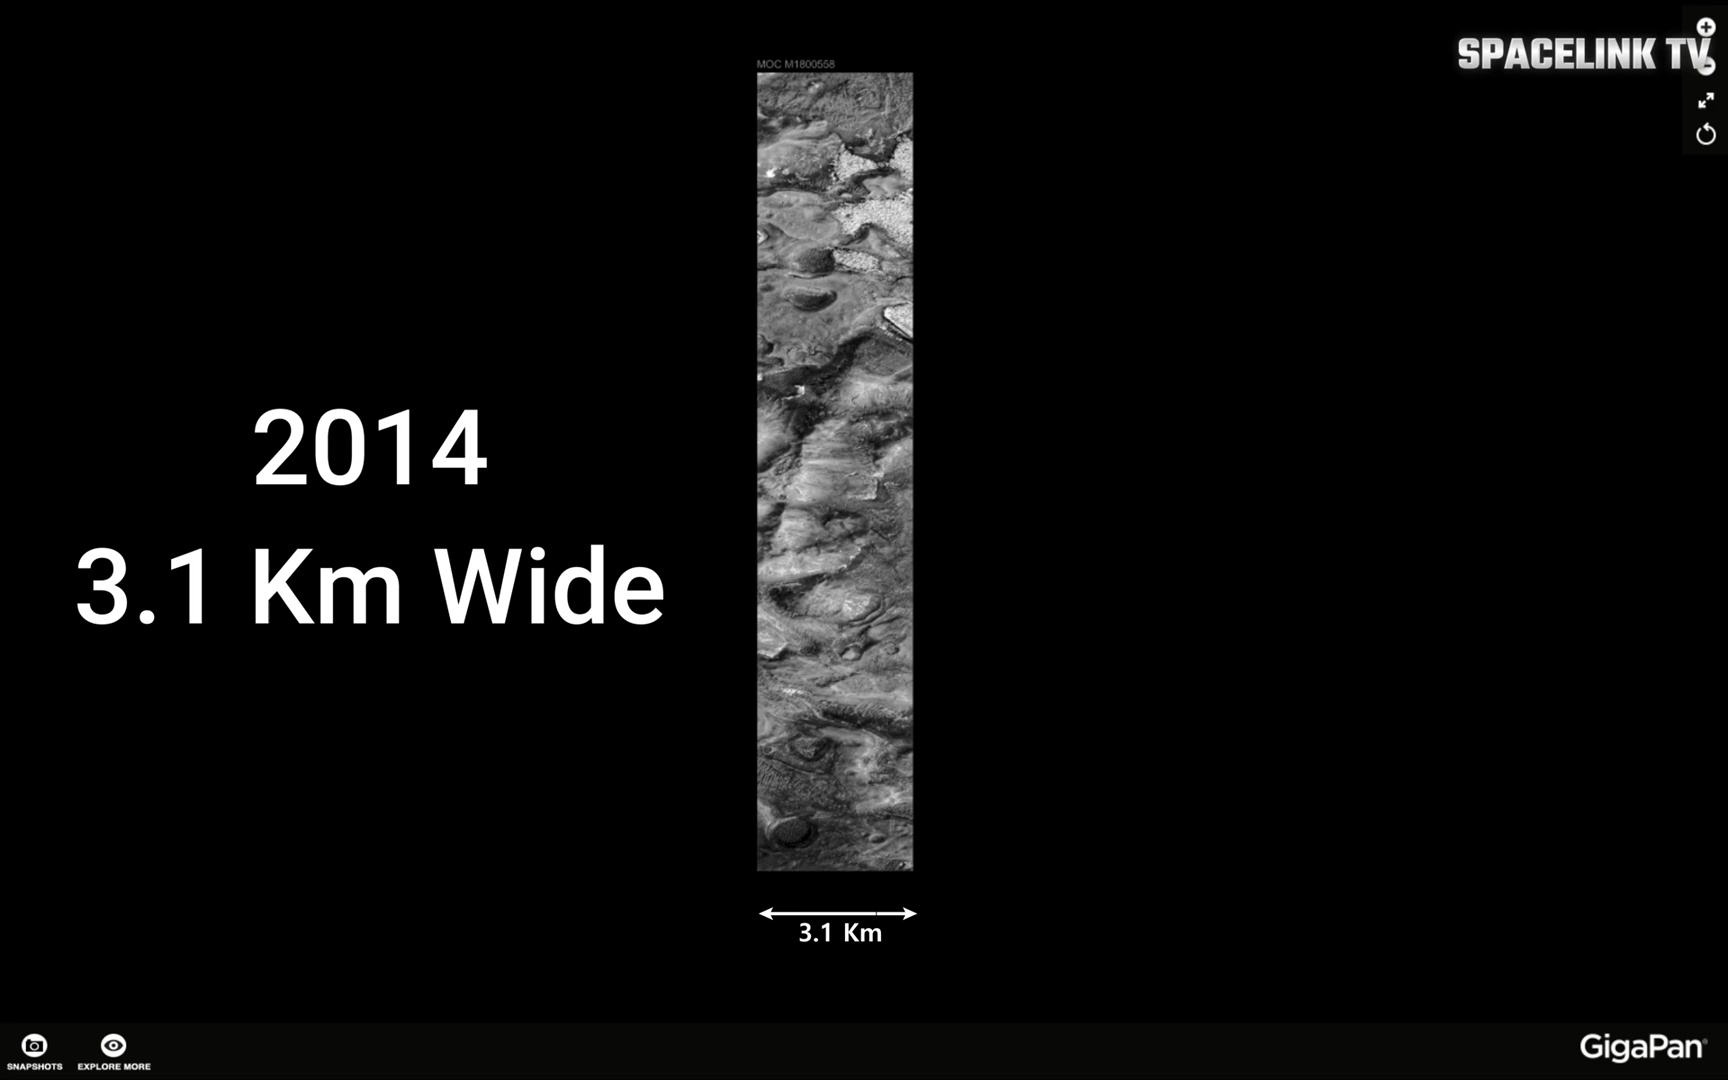 MOC M1800558
SPACELINK TV
2014
3.1 Km Wide
3.1 Km
SNAPSHOTS
EXPLORE MORE
GigaPan